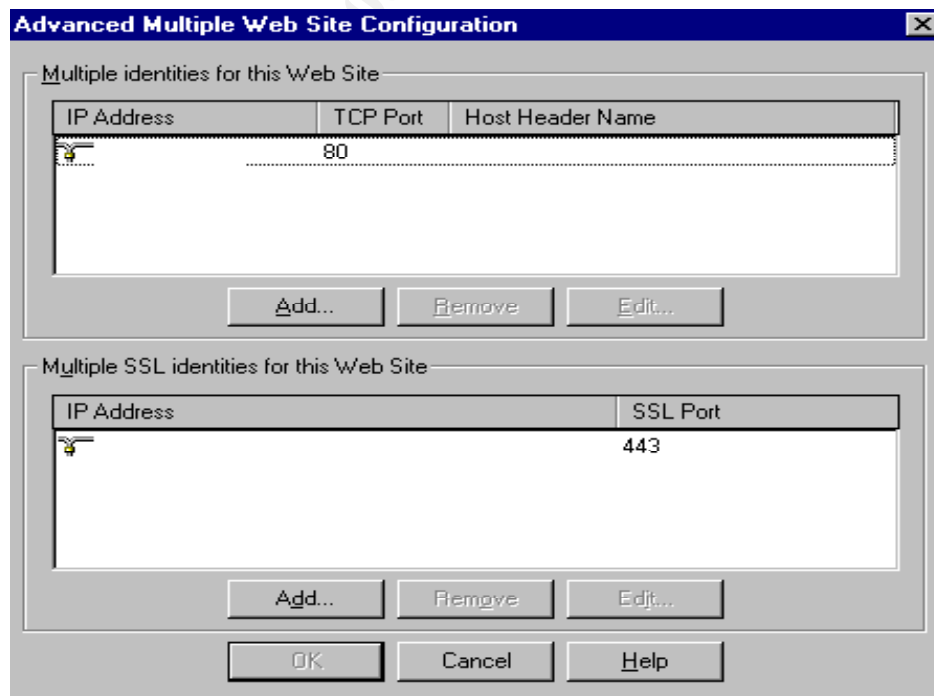 Advanced Multiple Web Site Configuration
Multiple identities for this Web Site
IP Address TCP Port Host Header Name
80
Add... Remove Edit...
Multiple SSL identities for this Web Site
IP Address SSL Port
443
Add... Remove Edit...
OK Cancel Help